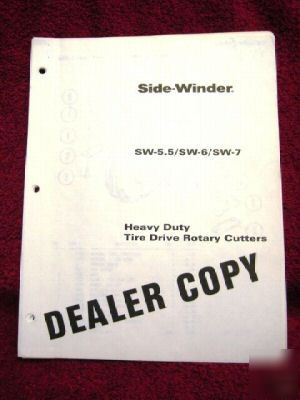 Side-Winder.
SW-5.5/SW-6/SW-7
Heavy Duty
Tire Drive Rotary Cutters
DEALER COPY